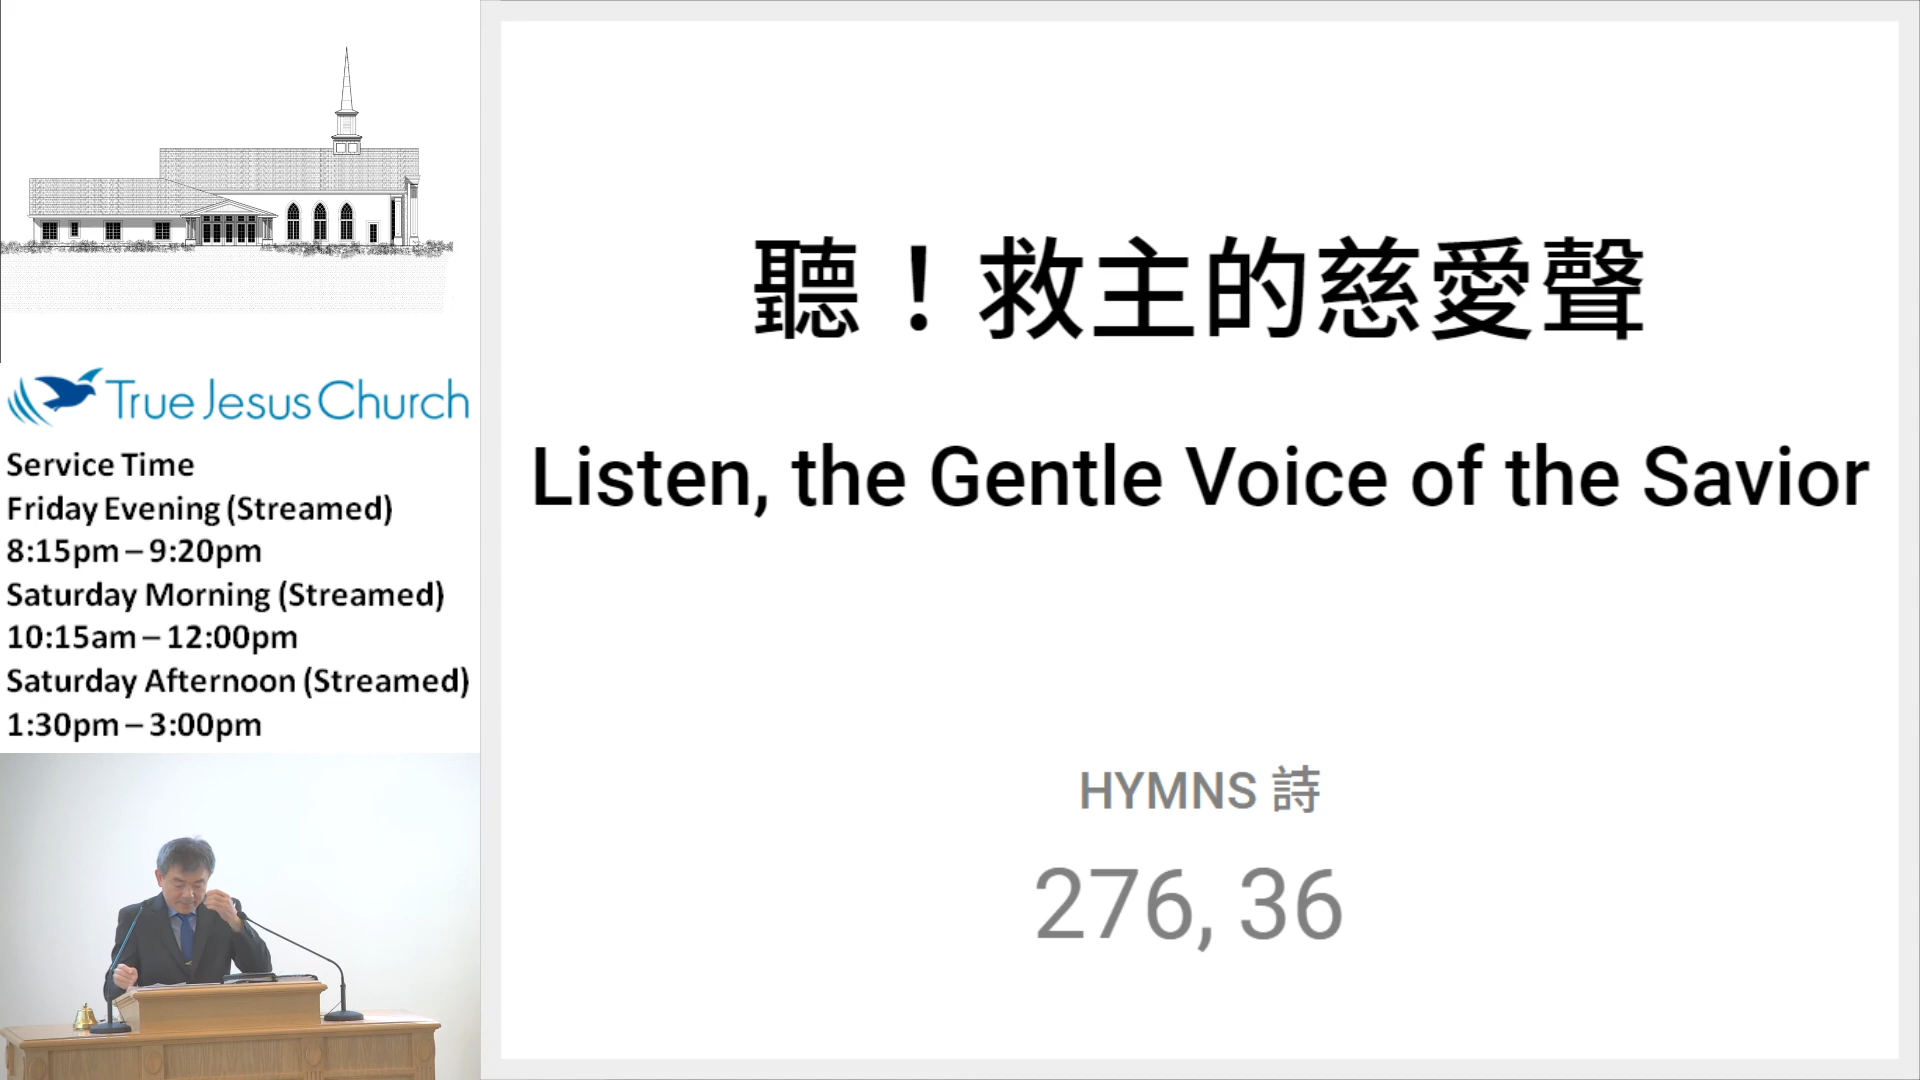 True Jesus Church
Service Time
Friday Evening (Streamed)
8:15pm – 9:20pm
Saturday Morning (Streamed)
10:15am – 12:00pm
Saturday Afternoon (Streamed)
1:30pm – 3:00pm
聽！救主的慈愛聲
Listen, the Gentle Voice of the Savior
HYMNS 詩
276, 36